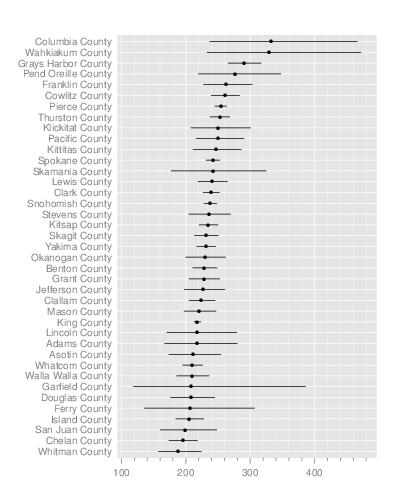 Columbia County
Wahkiakum County
Grays Harbor County
Pend Oreille County
Franklin County
Cowlitz County
Pierce County
Thurston County
Klickitat County
Pacific County
Kittitas County
Spokane County
Skamania County
Lewis County
Clark County
Snohomish County
Stevens County
Kitsap County
Skagit County
Yakima County
Okanogan County
Benton County
Grant County
Jefferson County
Clallam County
Mason County
King County
Lincoln County
Adams County
Asotin County
Whatcom County
Walla Walla County
Garfield County
Douglas County
Ferry County
Island County
San Juan County
Chelan County
Whitman County
100 200 300 400